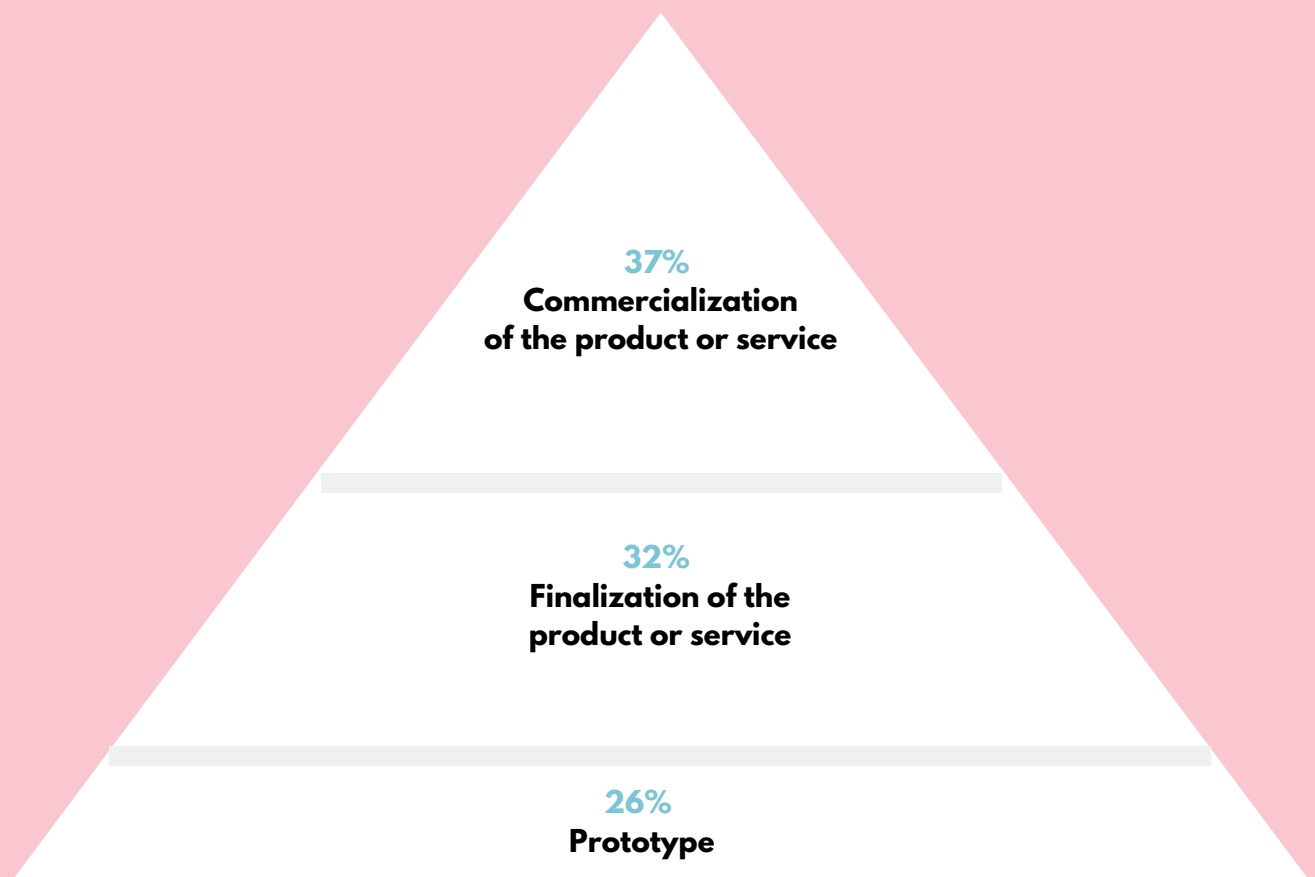 37%
Commercialization
of the product or service
32%
Finalization of the
product or service
26%
Prototype